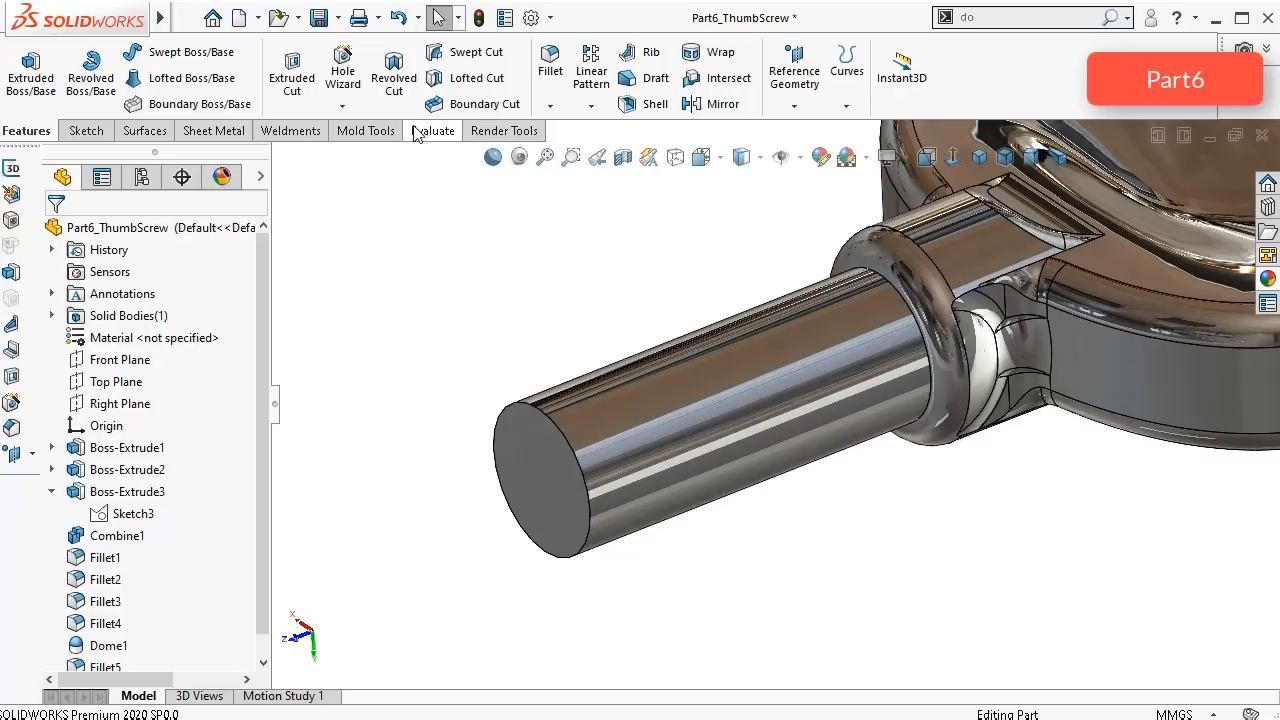 SOLIDWORKS
Part6_ThumbScrew *
do
Extruded Boss/Base
Revolved Boss/Base
Swept Boss/Base
Lofted Boss/Base
Boundary Boss/Base
Extruded Cut
Hole Wizard
Revolved Cut
Swept Cut
Lofted Cut
Boundary Cut
Fillet
Linear Pattern
Rib
Draft
Shell
Wrap
Intersect
Mirror
Reference Geometry
Curves
Instant3D
Part6
Features
Sketch
Surfaces
Sheet Metal
Weldments
Mold Tools
Evaluate
Render Tools
3D
Part6_ThumbScrew (Default<<Defa
History
Sensors
Annotations
Solid Bodies(1)
Material <not specified>
Front Plane
Top Plane
Right Plane
Origin
Boss-Extrude1
Boss-Extrude2
Boss-Extrude3
Sketch3
Combine1
Fillet1
Fillet2
Fillet3
Fillet4
Dome1
Fillet5
X
Z
Model
3D Views
Motion Study 1
SOLIDWORKS Premium 2020 SP0.0
Editing Part
MMGS